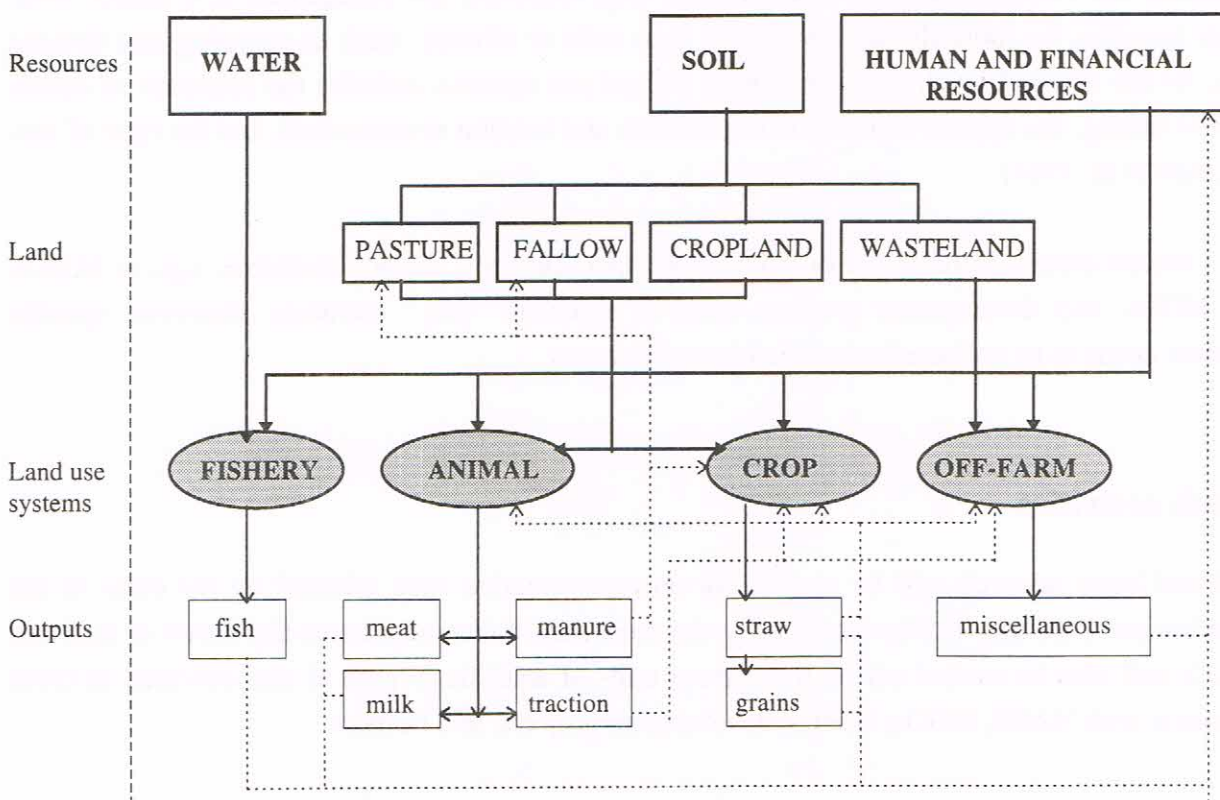 Resources
WATER
SOIL
HUMAN AND FINANCIAL
RESOURCES
Land
PASTURE
FALLOW
CROPLAND
WASTELAND
Land use
systems
FISHERY
ANIMAL
CROP
OFF-FARM
Outputs
fish
meat
manure
straw
miscellaneous
milk
traction
grains